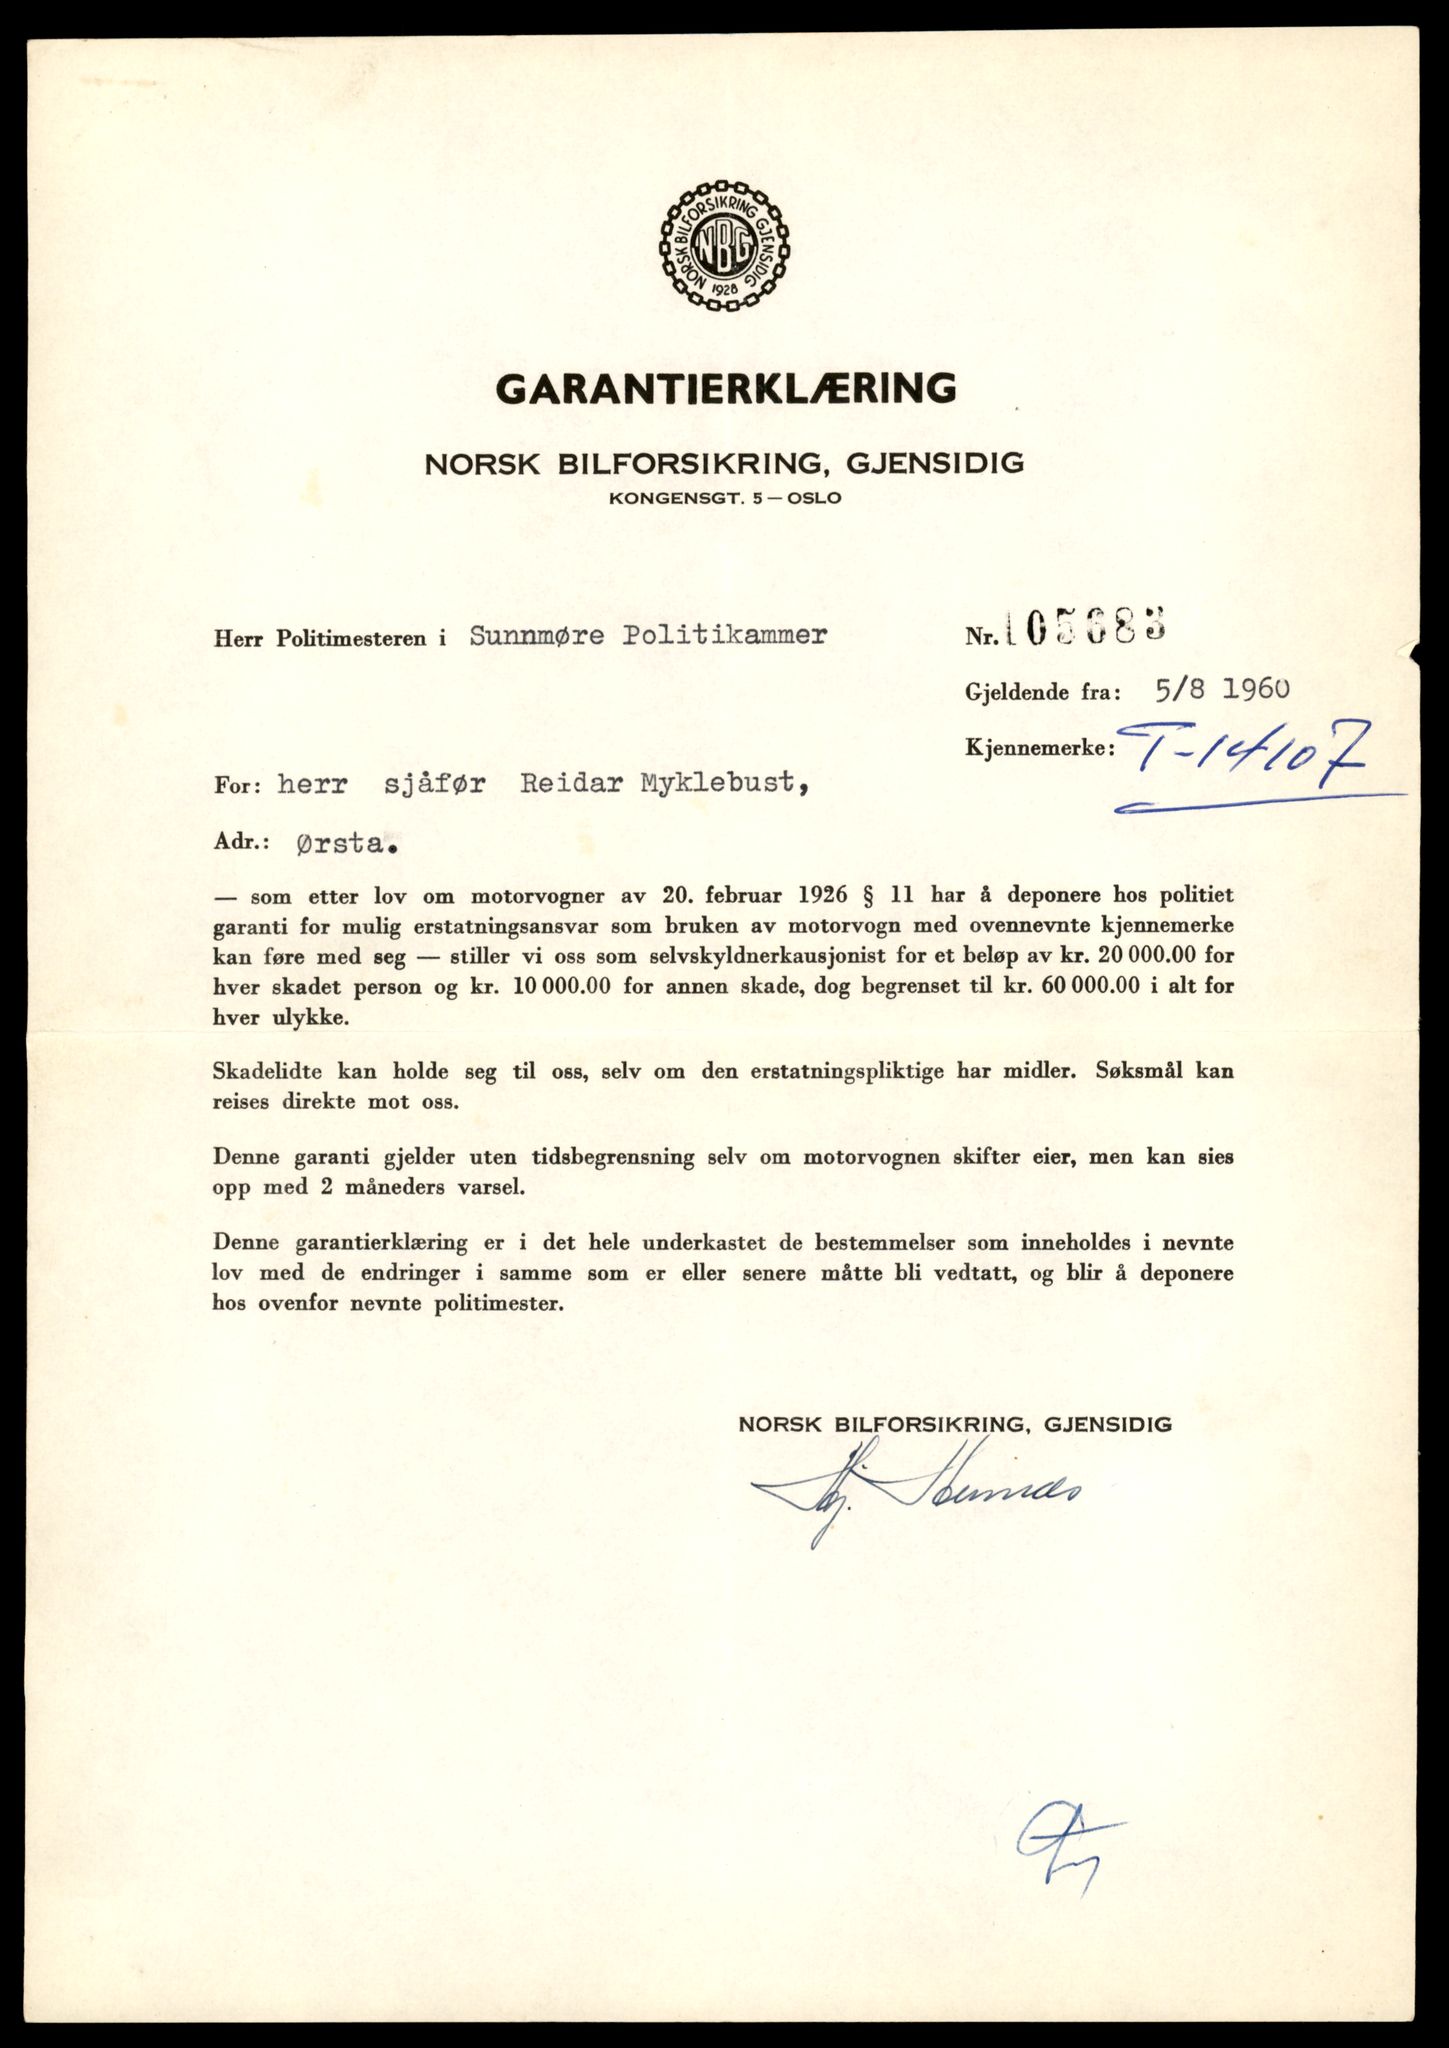 NORSK BILFORSIKRING GJENSIDIG
NBG
1928
GARANTIERKLÆRING
NORSK BILFORSIKRING, GJENSIDIG
KONGENSGT. 5 — OSLO
Herr Politimesteren i Sunnmøre Politikammer
Nr. 105683
Gjeldende fra: 5/8 1960
Kjennemerke: T-14107
For: herr sjåfør Reidar Myklebust,
Adr.: Ørsta.
— som etter lov om motorvogner av 20. februar 1926 § 11 har å deponere hos politiet
garanti for mulig erstatningsansvar som bruken av motorvogn med ovennevnte kjennemerke
kan føre med seg — stiller vi oss som selvskyldnerkausjonist for et beløp av kr. 20 000.00 for
hver skadet person og kr. 10 000.00 for annen skade, dog begrenset til kr. 60 000.00 i alt for
hver ulykke.
Skadelidte kan holde seg til oss, selv om den erstatningspliktige har midler. Søksmål kan
reises direkte mot oss.
Denne garanti gjelder uten tidsbegrensning selv om motorvognen skifter eier, men kan sies
opp med 2 måneders varsel.
Denne garantierklæring er i det hele underkastet de bestemmelser som inneholdes i nevnte
lov med de endringer i samme som er eller senere måtte bli vedtatt, og blir å deponere
hos ovenfor nevnte politimester.
NORSK BILFORSIKRING, GJENSIDIG